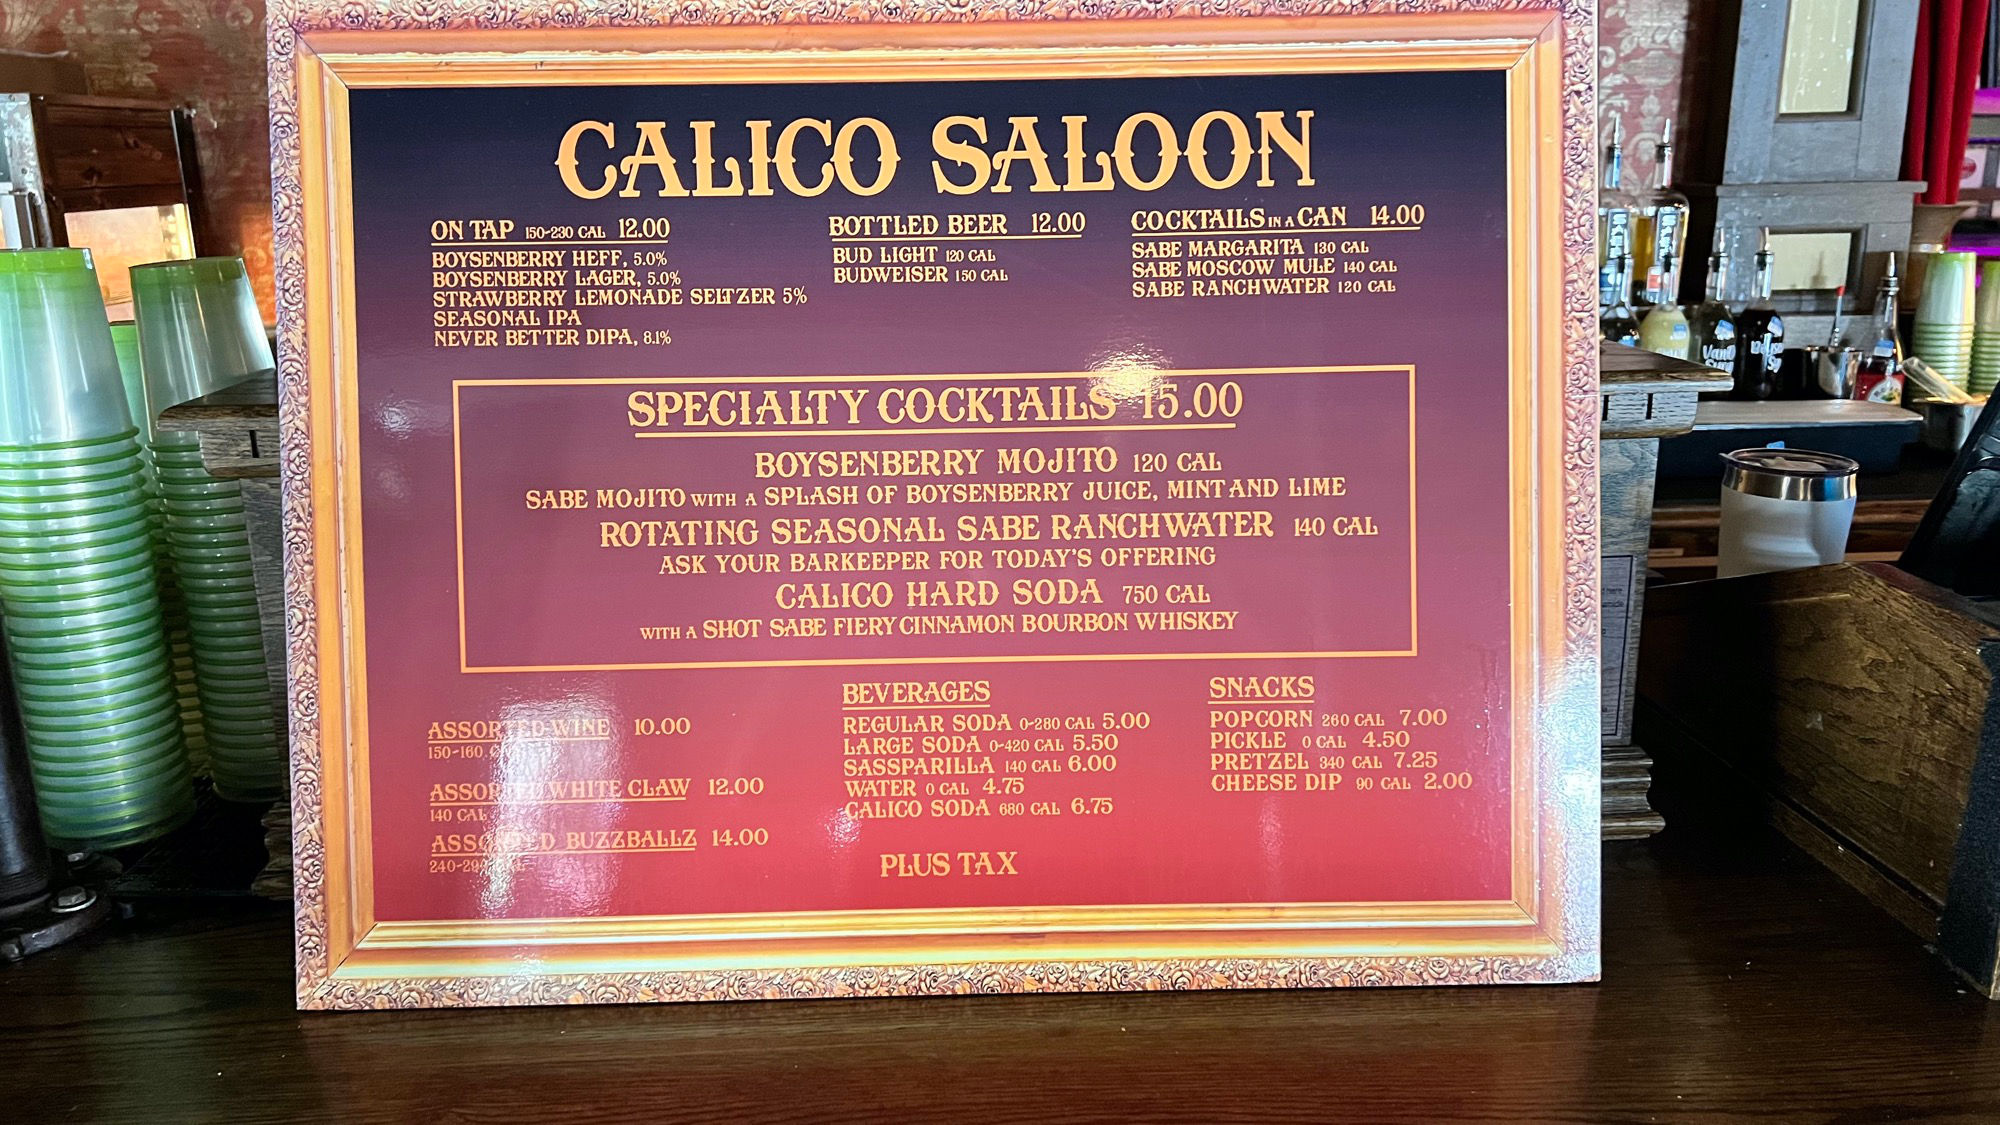 CALICO SALOON
ON TAP 150-230 CAL 12.00
BOYSENBERRY HEFF, 5.0%
BOYSENBERRY LAGER, 5.0%
STRAWBERRY LEMONADE SELTZER 5%
SEASONAL IPA
NEVER BETTER DIPA, 8.1%
BOTTLED BEER 12.00
BUD LIGHT 120 CAL
BUDWEISER 150 CAL
COCKTAILS IN A CAN 14.00
SABE MARGARITA 130 CAL
SABE MOSCOW MULE 140 CAL
SABE RANCHWATER 120 CAL
SPECIALTY COCKTAILS 15.00
BOYSENBERRY MOJITO 120 CAL
SABE MOJITO WITH A SPLASH OF BOYSENBERRY JUICE, MINT AND LIME
ROTATING SEASONAL SABE RANCHWATER 140 CAL
ASK YOUR BARKEEPER FOR TODAY'S OFFERING
CALICO HARD SODA 750 CAL
WITH A SHOT SABE FIERY CINNAMON BOURBON WHISKEY
ASSORTED WINE 10.00
150-160
ASSORTED WHITE CLAW 12.00
140 CAL
ASSORTED BUZZBALLZ 14.00
BEVERAGES
REGULAR SODA 0-280 CAL 5.00
LARGE SODA 0-420 CAL 5.50
SASSPARILLA 140 CAL 6.00
WATER 0 CAL 4.75
CALICO SODA 680 CAL 6.75
SNACKS
POPCORN 260 CAL 7.00
PICKLE 0 CAL 4.50
PRETZEL 340 CAL 7.25
CHEESE DIP 90 CAL 2.00
PLUS TAX